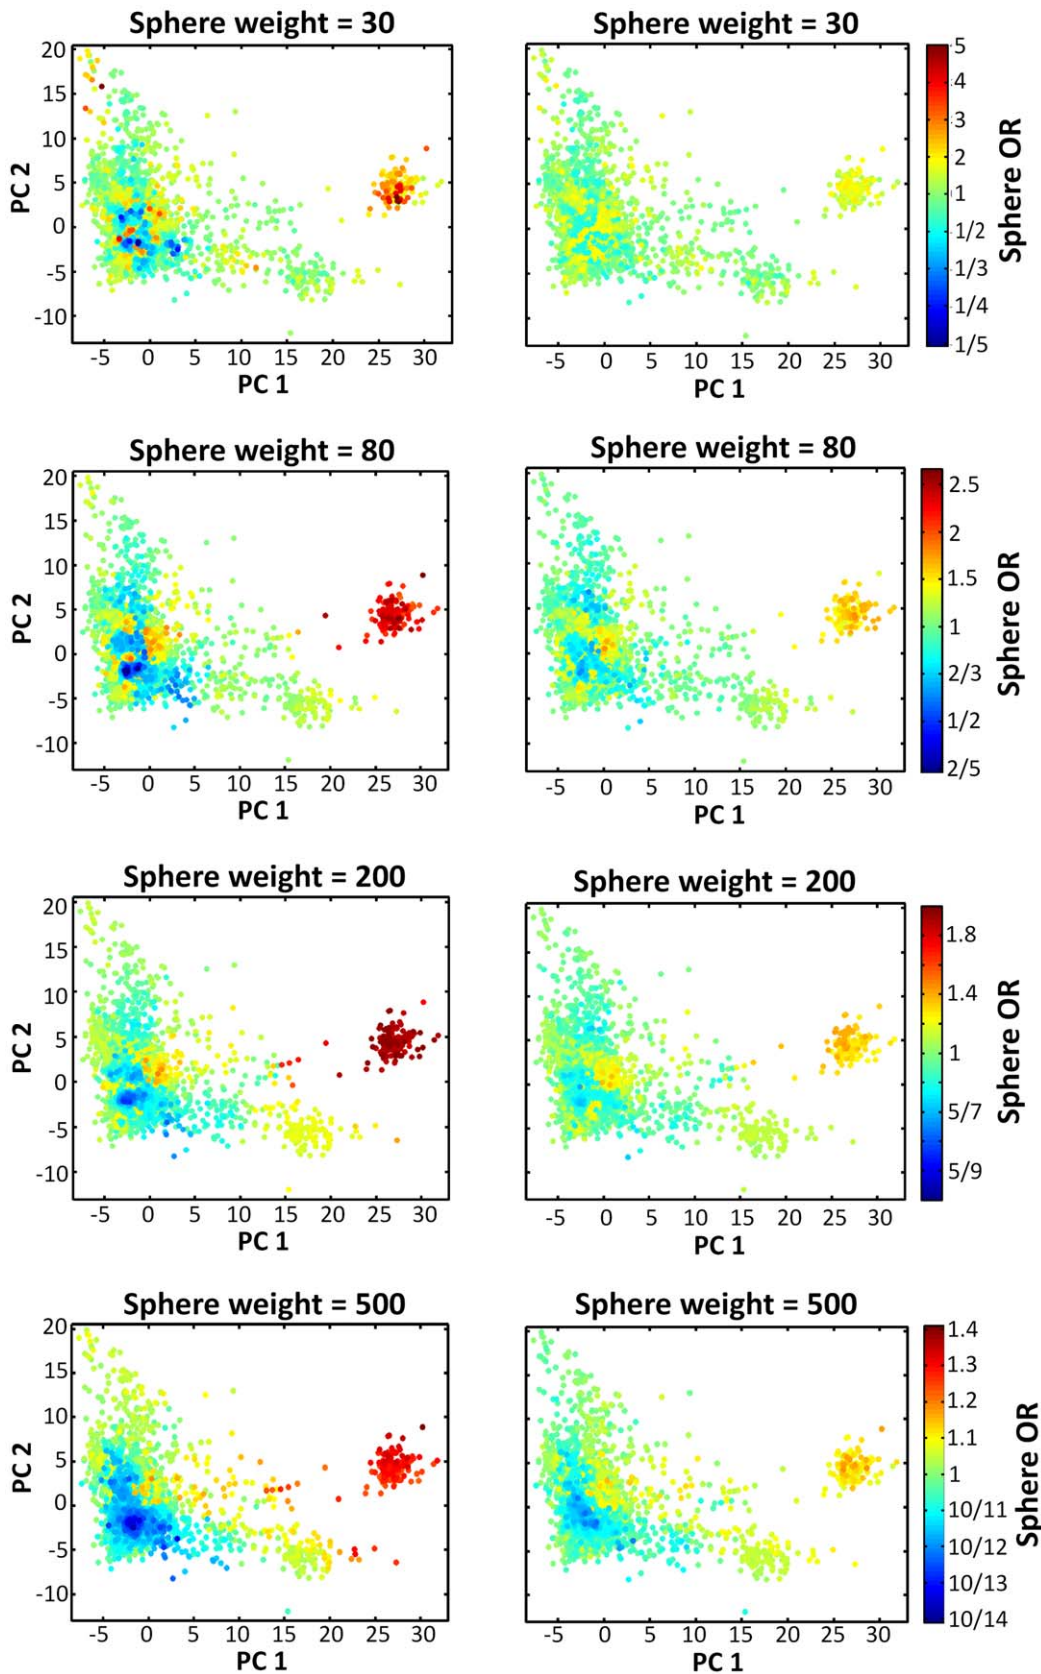 Sphere weight = 30
Sphere weight = 30
20
15
10
5
0
-5
-10
PC 2
-5 0 5 10 15 20 25 30
PC 1
-5 0 5 10 15 20 25 30
PC 1
5
4
3
2
1
1/2
1/3
1/4
1/5
Sphere OR
Sphere weight = 80
Sphere weight = 80
20
15
10
5
0
-5
-10
PC 2
-5 0 5 10 15 20 25 30
PC 1
-5 0 5 10 15 20 25 30
PC 1
2.5
2
1.5
1
2/3
1/2
2/5
Sphere OR
Sphere weight = 200
Sphere weight = 200
20
15
10
5
0
-5
-10
PC 2
-5 0 5 10 15 20 25 30
PC 1
-5 0 5 10 15 20 25 30
PC 1
1.8
1.4
1
5/7
5/9
Sphere OR
Sphere weight = 500
Sphere weight = 500
20
15
10
5
0
-5
-10
PC 2
-5 0 5 10 15 20 25 30
PC 1
-5 0 5 10 15 20 25 30
PC 1
1.4
1.3
1.2
1.1
1
10/11
10/12
10/13
10/14
Sphere OR